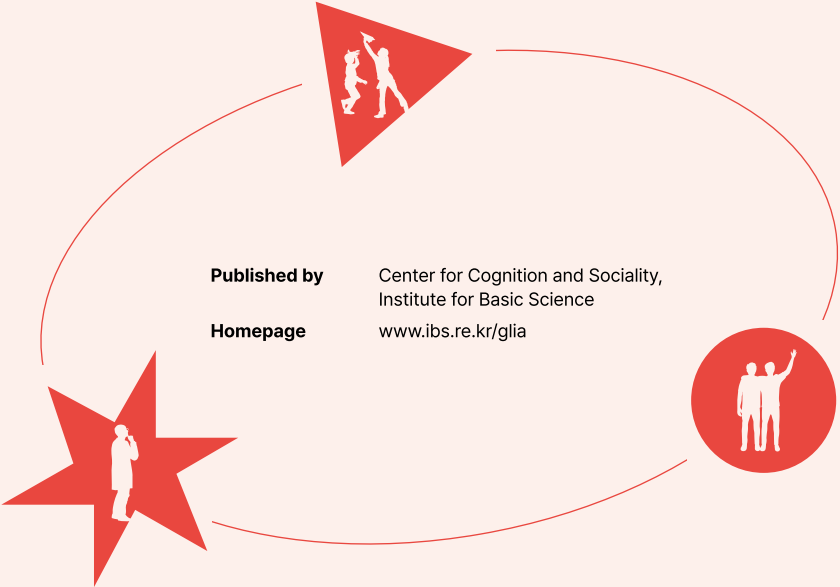 Published by Center for Cognition and Sociality,
Institute for Basic Science
Homepage www.ibs.re.kr/glia